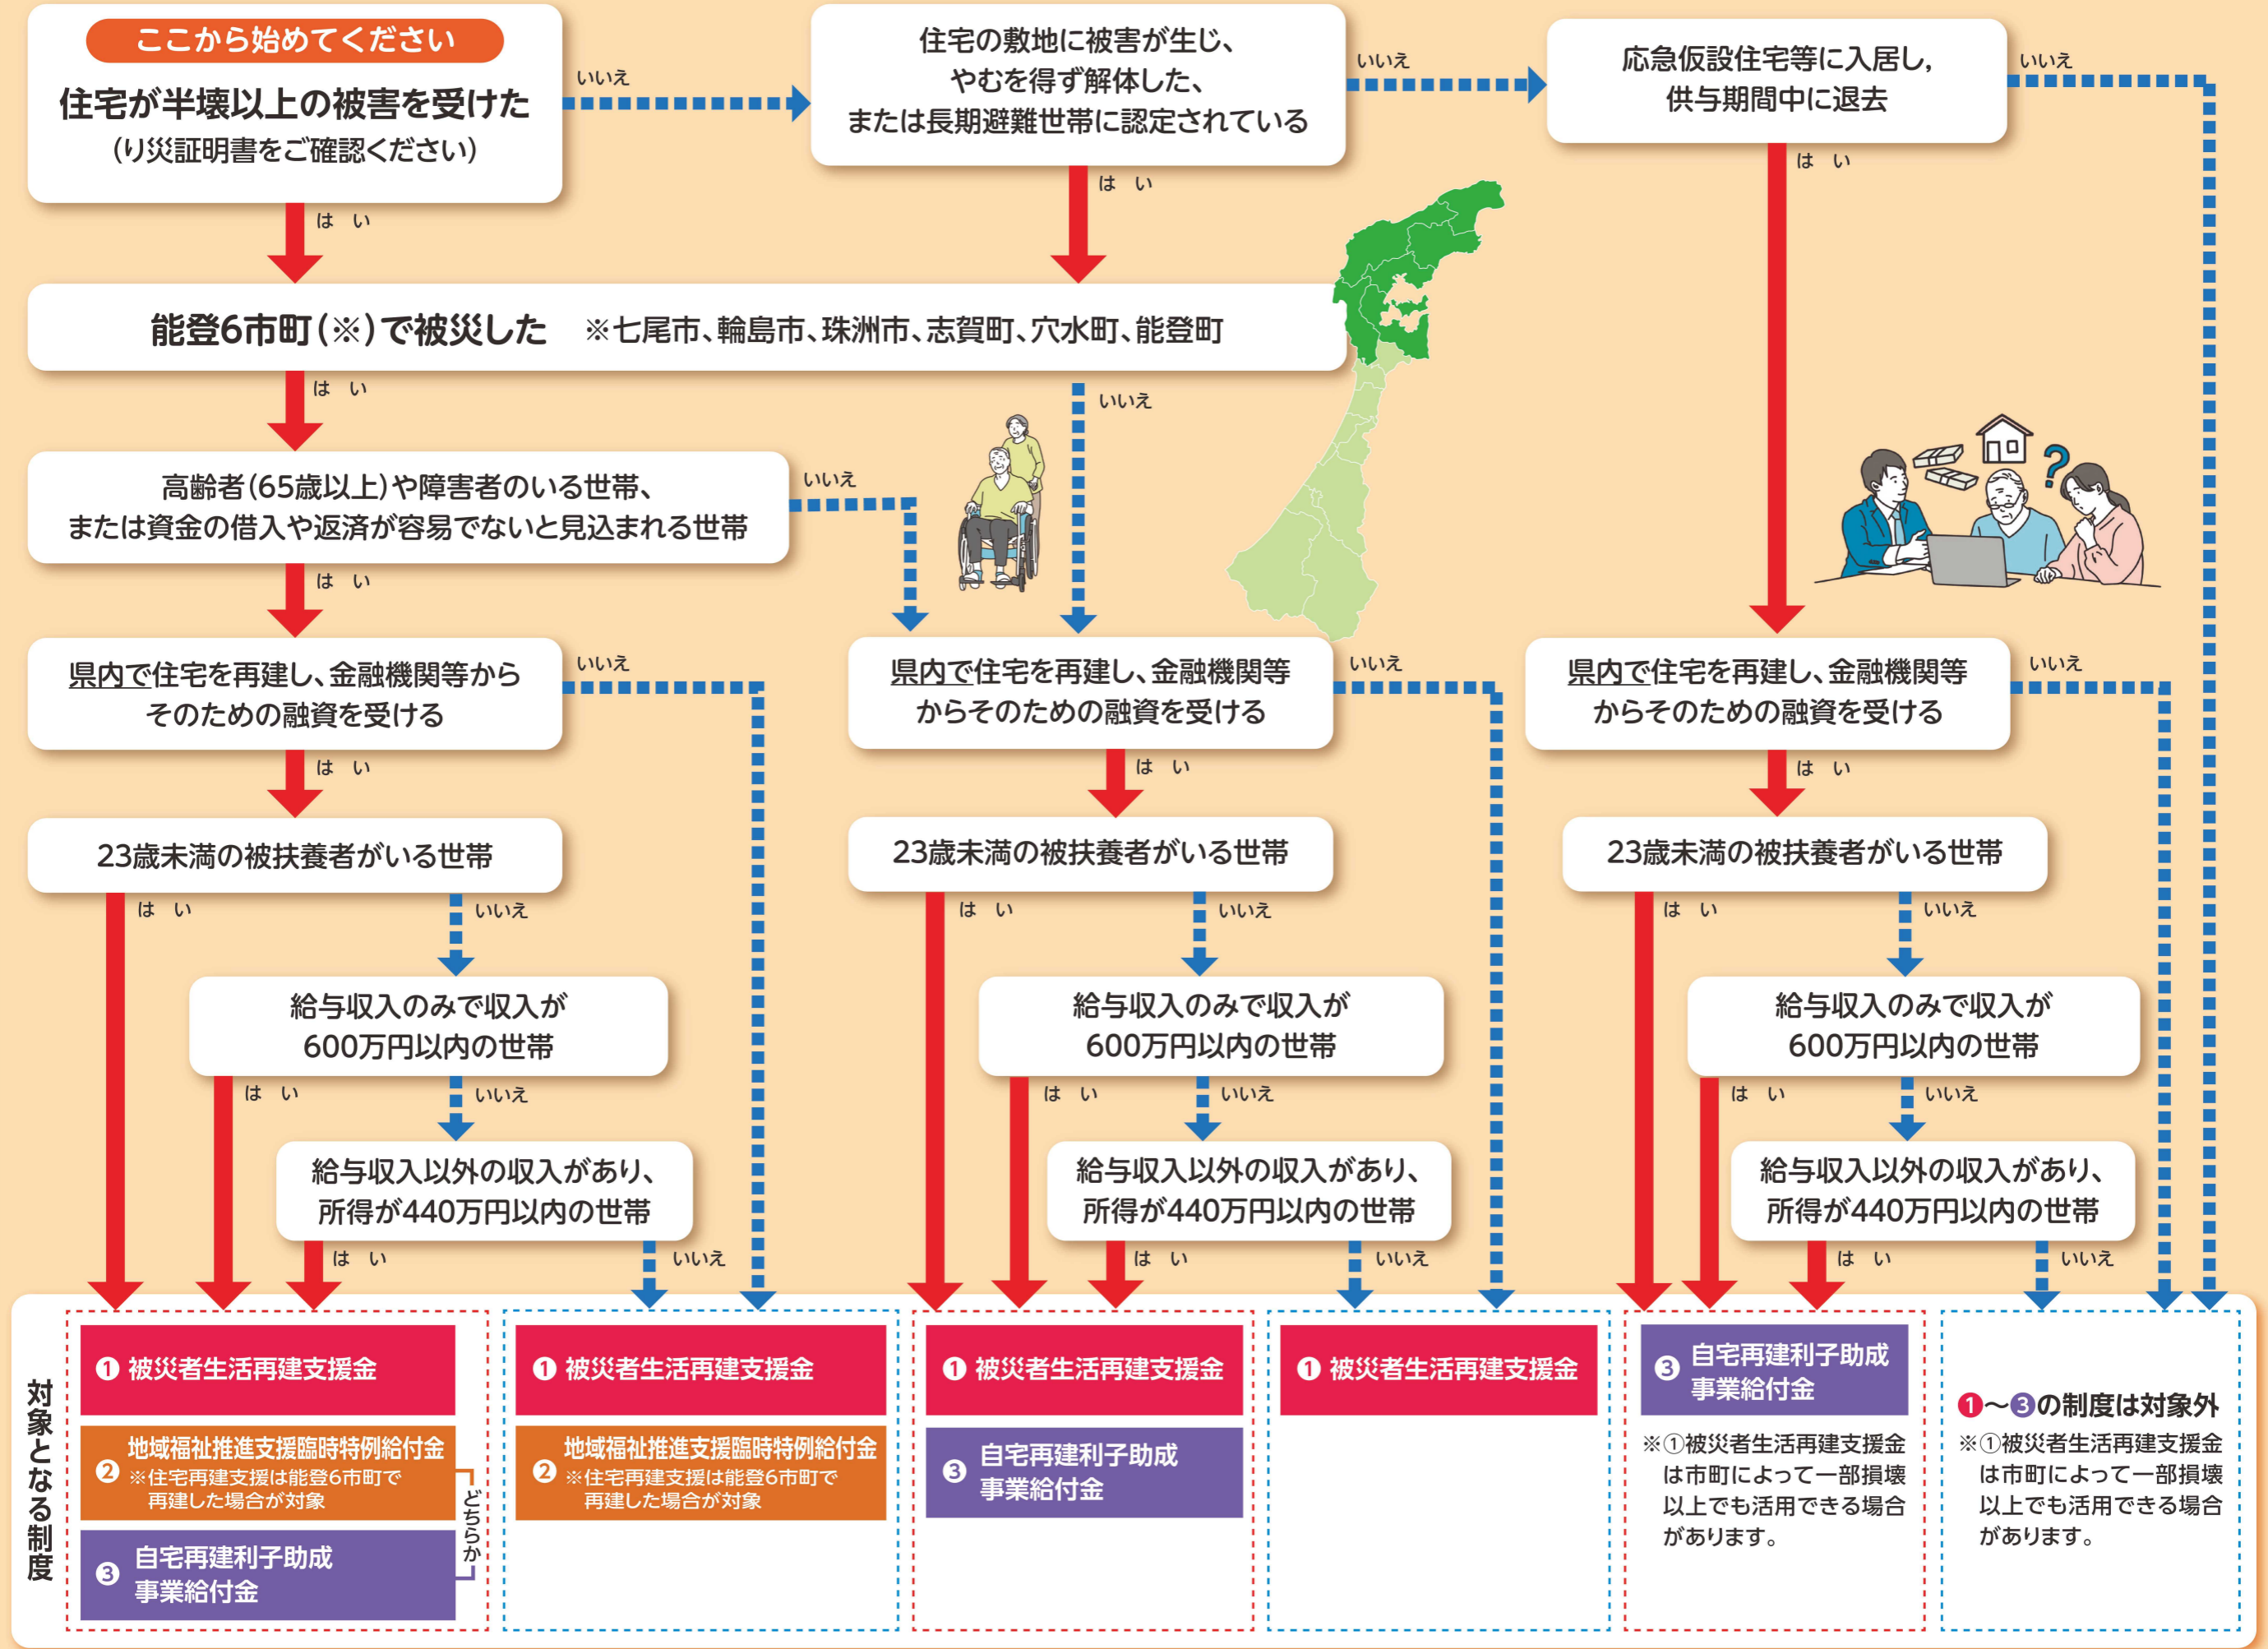 ここから始めてください
住宅が半壊以上の被害を受けた
(り災証明書をご確認ください)
いいえ
住宅の敷地に被害が生じ、
やむを得ず解体した、
または長期避難世帯に認定されている
いいえ
応急仮設住宅等に入居し,
供与期間中に退去
いいえ
は い
は い
は い
能登6市町(※)で被災した ※七尾市、輪島市、珠洲市、志賀町、穴水町、能登町
は い
いいえ
高齢者(65歳以上)や障害者のいる世帯、
または資金の借入や返済が容易でないと見込まれる世帯
いいえ
は い
?
県内で住宅を再建し、金融機関等から
そのための融資を受ける
いいえ
は い
県内で住宅を再建し、金融機関等
からそのための融資を受ける
いいえ
は い
県内で住宅を再建し、金融機関等
からそのための融資を受ける
いいえ
は い
23歳未満の被扶養者がいる世帯
は い
いいえ
23歳未満の被扶養者がいる世帯
は い
いいえ
23歳未満の被扶養者がいる世帯
は い
いいえ
給与収入のみで収入が
600万円以内の世帯
は い
いいえ
給与収入のみで収入が
600万円以内の世帯
は い
いいえ
給与収入のみで収入が
600万円以内の世帯
は い
いいえ
給与収入以外の収入があり、
所得が440万円以内の世帯
は い
いいえ
給与収入以外の収入があり、
所得が440万円以内の世帯
は い
いいえ
給与収入以外の収入があり、
所得が440万円以内の世帯
は い
いいえ
対象となる制度
❶ 被災者生活再建支援金
❷ 地域福祉推進支援臨時特例給付金
※住宅再建支援は能登6市町で
再建した場合が対象
❸ 自宅再建利子助成
事業給付金
どちらか
❶ 被災者生活再建支援金
❷ 地域福祉推進支援臨時特例給付金
※住宅再建支援は能登6市町で
再建した場合が対象
❶ 被災者生活再建支援金
❸ 自宅再建利子助成
事業給付金
❶ 被災者生活再建支援金
❸ 自宅再建利子助成
事業給付金
※①被災者生活再建支援金
は市町によって一部損壊
以上でも活用できる場合
があります。
❶～❸の制度は対象外
※①被災者生活再建支援金
は市町によって一部損壊
以上でも活用できる場合
があります。